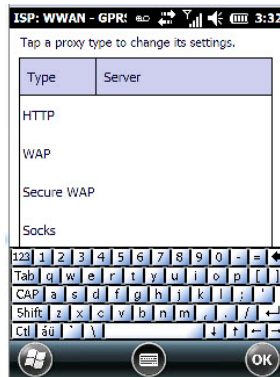 ISP: WWAN - GPR: 3:32
Tap a proxy type to change its settings.
Type Server
HTTP
WAP
Secure WAP
Socks
123 1 2 3 4 5 6 7 8 9 0 - =
Tab q w e r t y u i o p [ ]
CAP a s d f g h j k l ; '
Shift z x c v b n m , . /
Ctl áü ` \
OK